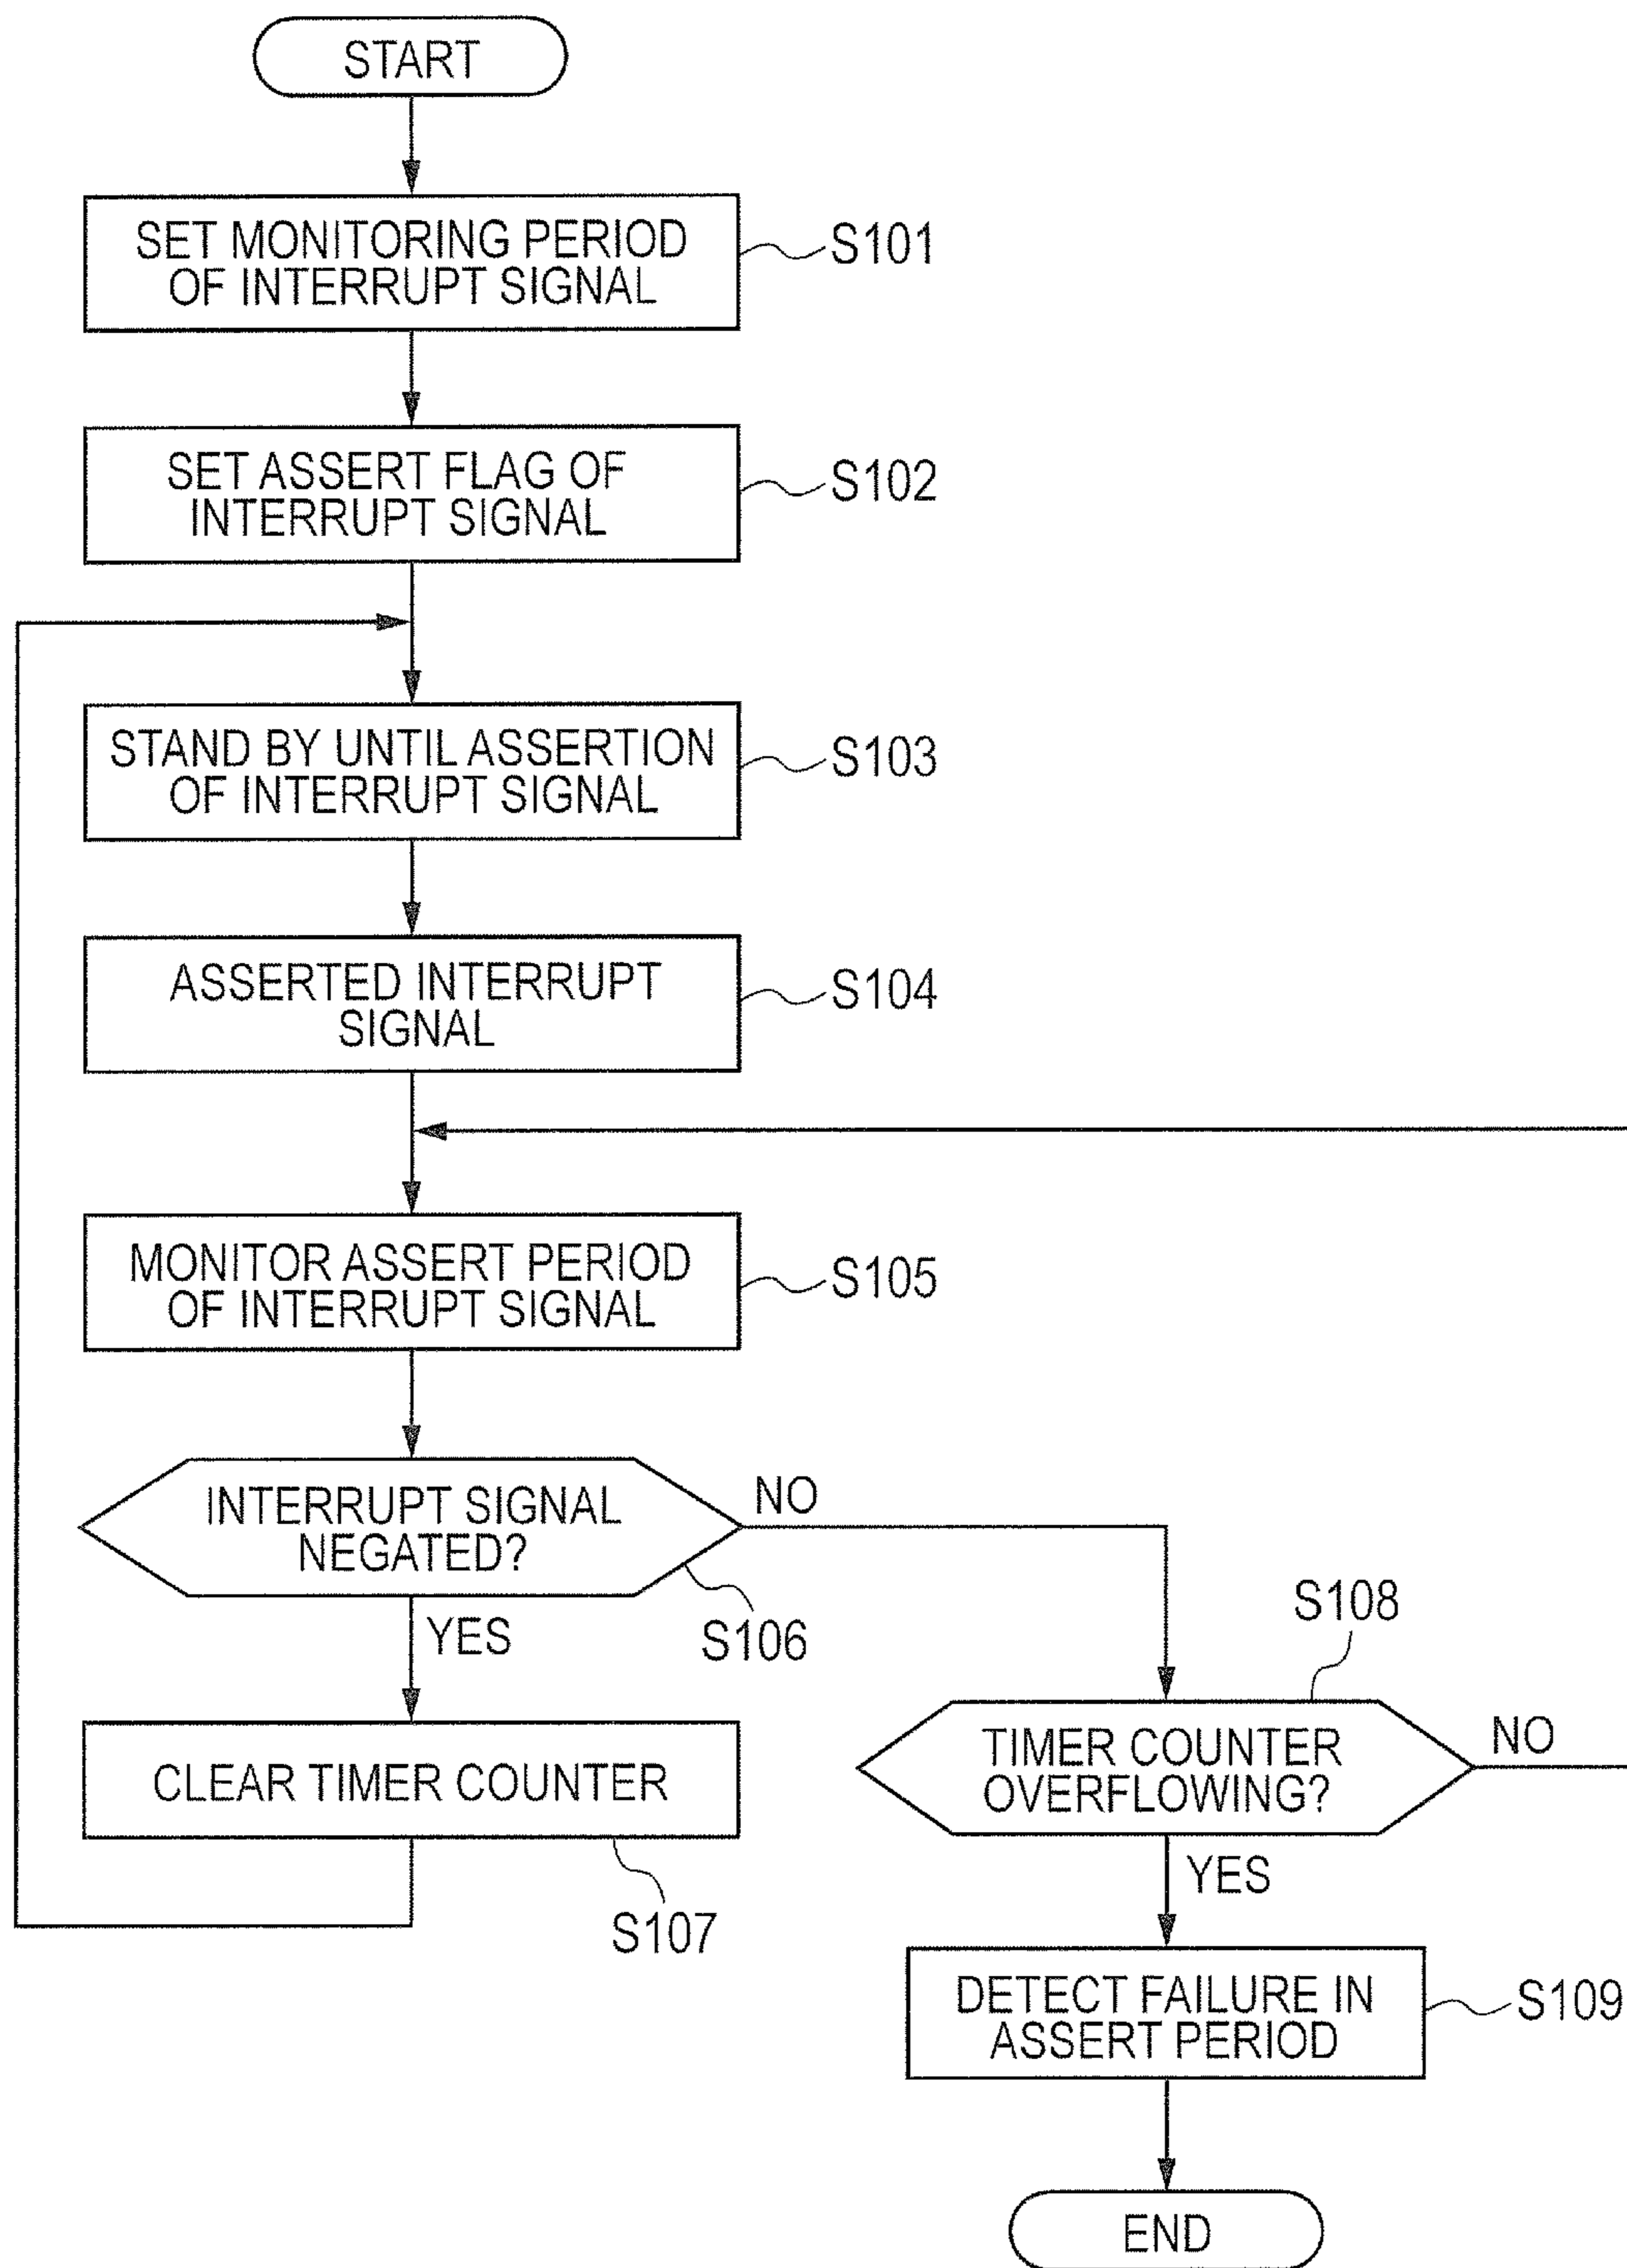 START
SET MONITORING PERIOD
OF INTERRUPT SIGNAL
S101
SET ASSERT FLAG OF
INTERRUPT SIGNAL
S102
STAND BY UNTIL ASSERTION
OF INTERRUPT SIGNAL
S103
ASSERTED INTERRUPT
SIGNAL
S104
MONITOR ASSERT PERIOD
OF INTERRUPT SIGNAL
S105
INTERRUPT SIGNAL
NEGATED?
NO
YES
S106
S108
CLEAR TIMER COUNTER
S107
TIMER COUNTER
OVERFLOWING?
NO
YES
DETECT FAILURE IN
ASSERT PERIOD
S109
END